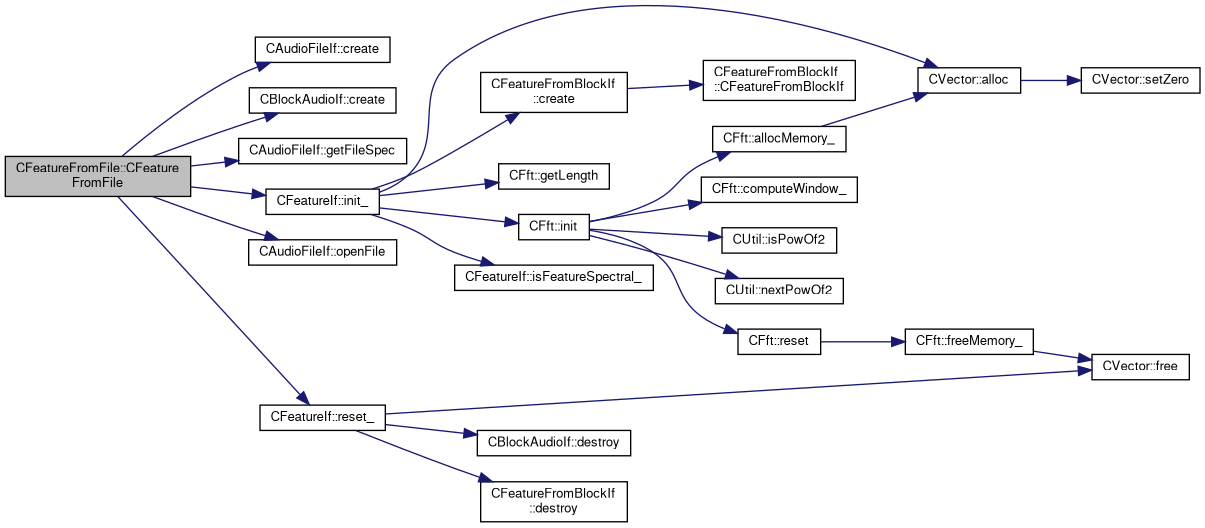 CFeatureFromFile::CFeature
FromFile
CAudioFileIf::create
CBlockAudioIf::create
CAudioFileIf::getFileSpec
CFeatureIf::init_
CAudioFileIf::openFile
CFeatureIf::reset_
CFeatureFromBlockIf
::create
CFft::getLength
CFft::init
CFeatureIf::isFeatureSpectral_
CBlockAudioIf::destroy
CFeatureFromBlockIf
::destroy
CFeatureFromBlockIf
::CFeatureFromBlockIf
CFft::allocMemory_
CFft::computeWindow_
CUtil::isPowOf2
CUtil::nextPowOf2
CFft::reset
CVector::alloc
CFft::freeMemory_
CVector::setZero
CVector::free